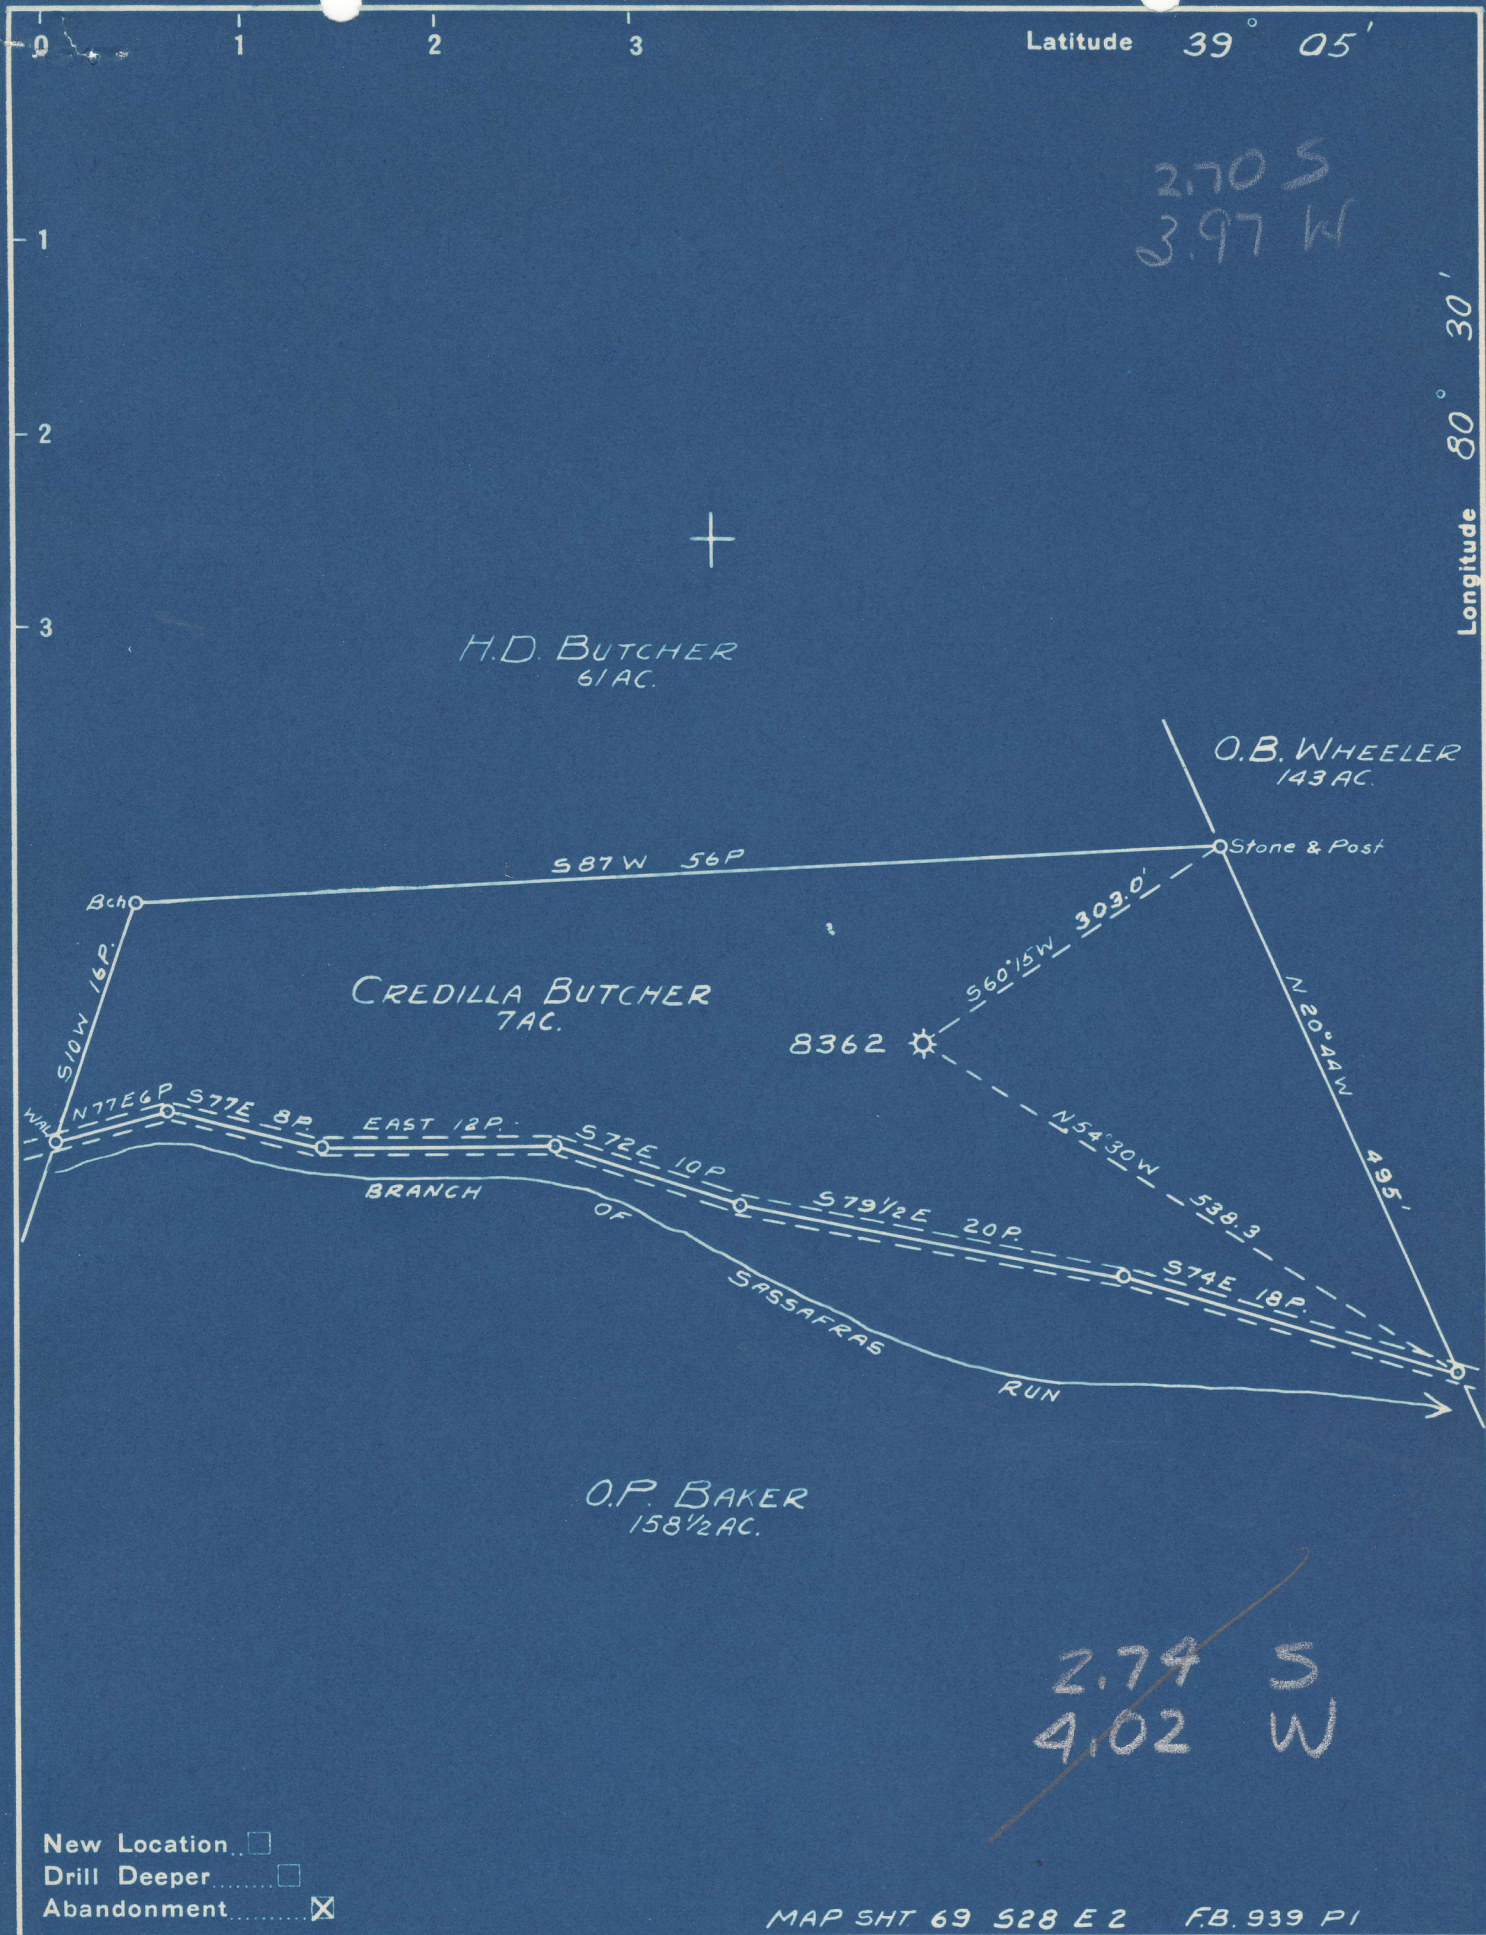 0 1 2 3 Latitude 39° 05'
2.70 S
3.97 W
1
2
3
Longitude 80° 30'
H.D. BUTCHER
61 AC.
O.B. WHEELER
143 AC.
Stone & Post
S87W 56P
Bch
S60°15W 303.0'
S10W 16P.
CREDILLA BUTCHER
7 AC.
8362
N 20°44W 495'
WAL
N77E6P
S77E 8P.
EAST 12P.
S72E 10P
S79½E 20P.
S74E 18P.
N54°30W 538.3
BRANCH OF SASSAFRAS RUN
O.P. BAKER
158½ AC.
2.74 S
4.02 W
New Location
Drill Deeper
Abandonment X
MAP SHT 69 S28 E2 F.B. 939 P1